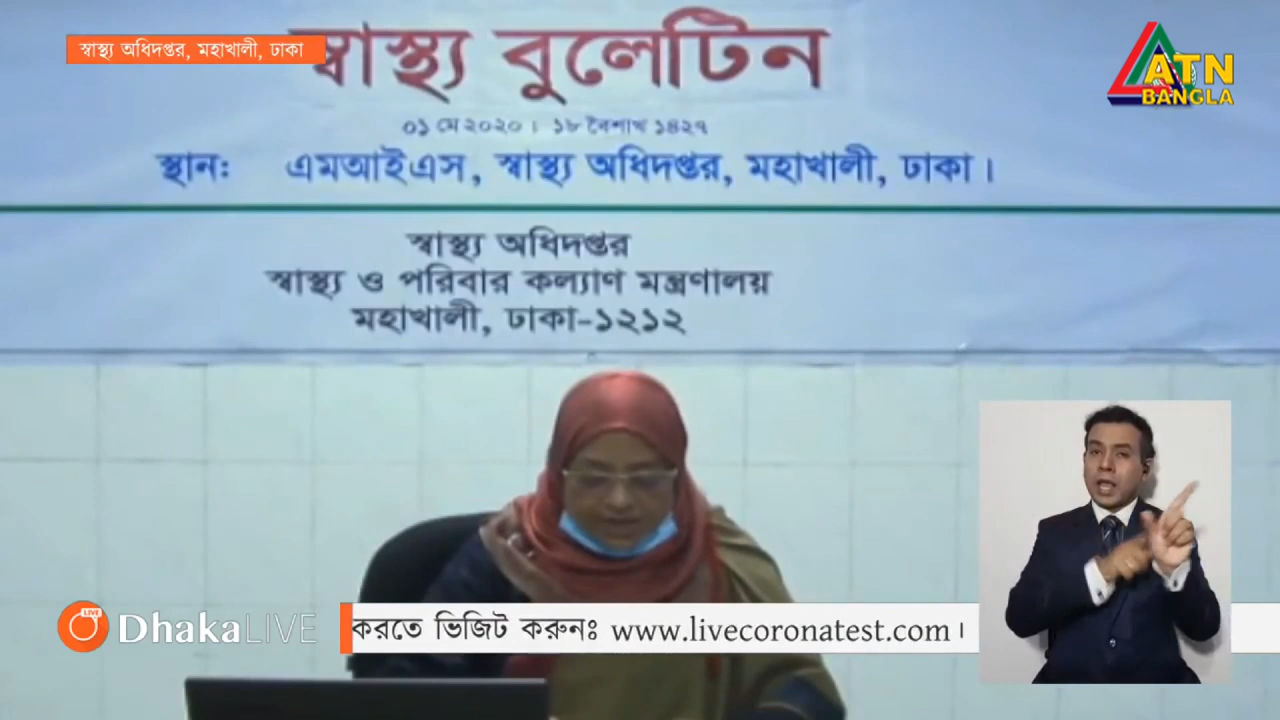 স্বাস্থ্য অধিদপ্তর, মহাখালী, ঢাকা
স্বাস্থ্য বুলেটিন
ATN
BANGLA
০১ মে ২০২০। ১৮ বৈশাখ ১৪২৭
স্থান: এমআইএস, স্বাস্থ্য অধিদপ্তর, মহাখালী, ঢাকা।
স্বাস্থ্য অধিদপ্তর
স্বাস্থ্য ও পরিবার কল্যাণ মন্ত্রণালয়
মহাখালী, ঢাকা-১২১২
LIVE
DhakaLIVE
করতে ভিজিট করুনঃ www.livecoronatest.com।